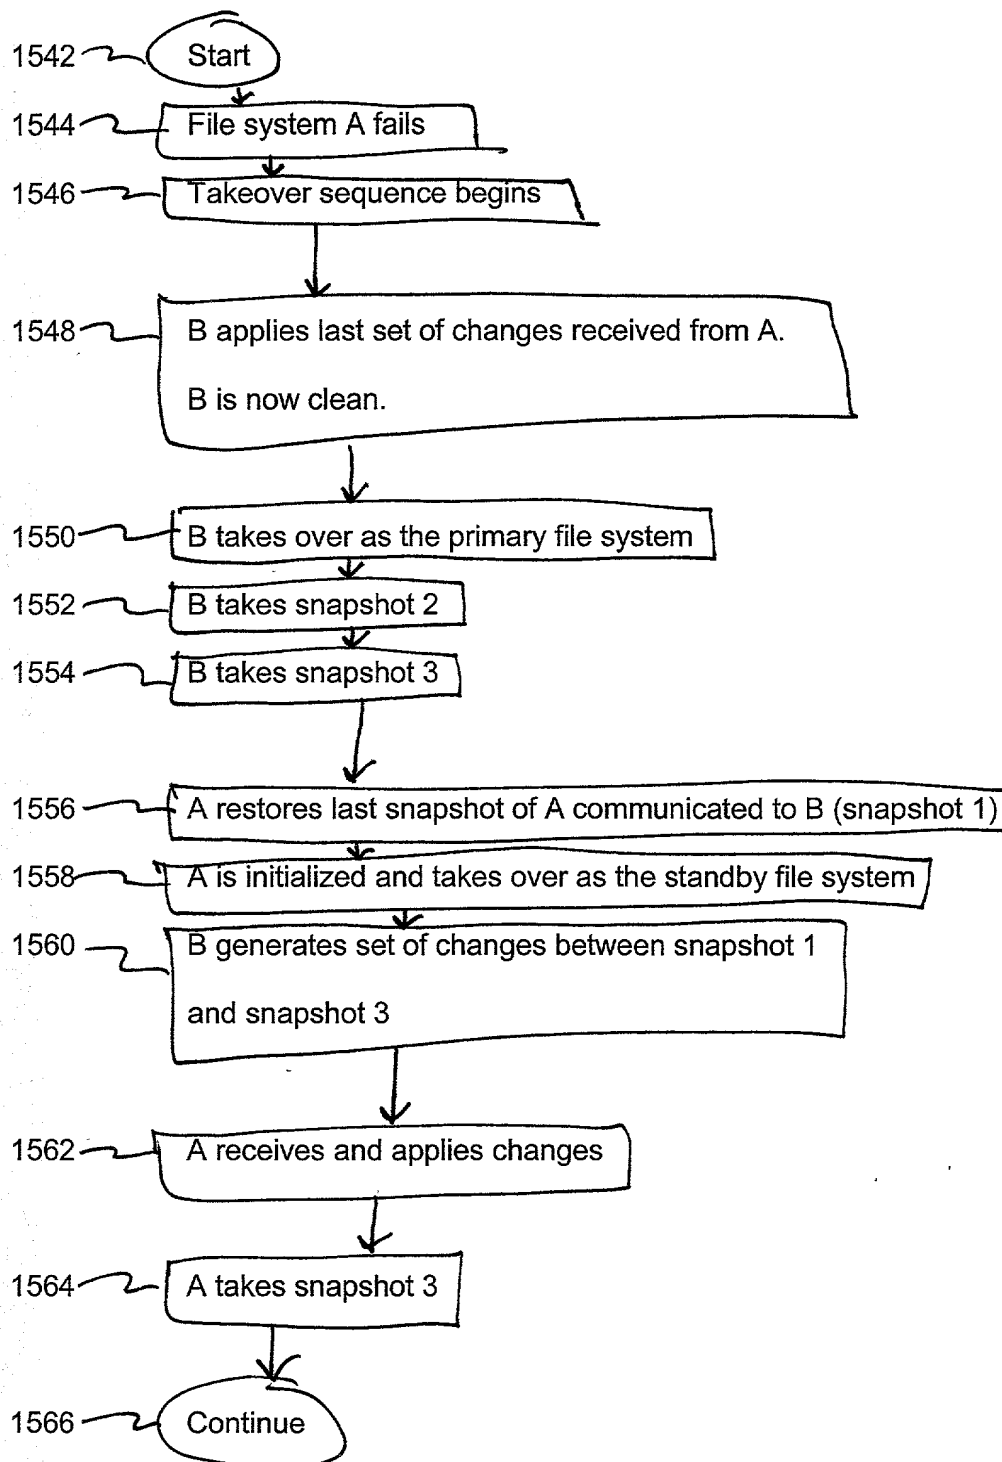 1542 Start
1544 File system A fails
1546 Takeover sequence begins
1548 B applies last set of changes received from A.
B is now clean.
1550 B takes over as the primary file system
1552 B takes snapshot 2
1554 B takes snapshot 3
1556 A restores last snapshot of A communicated to B (snapshot 1)
1558 A is initialized and takes over as the standby file system
1560 B generates set of changes between snapshot 1
and snapshot 3
1562 A receives and applies changes
1564 A takes snapshot 3
1566 Continue